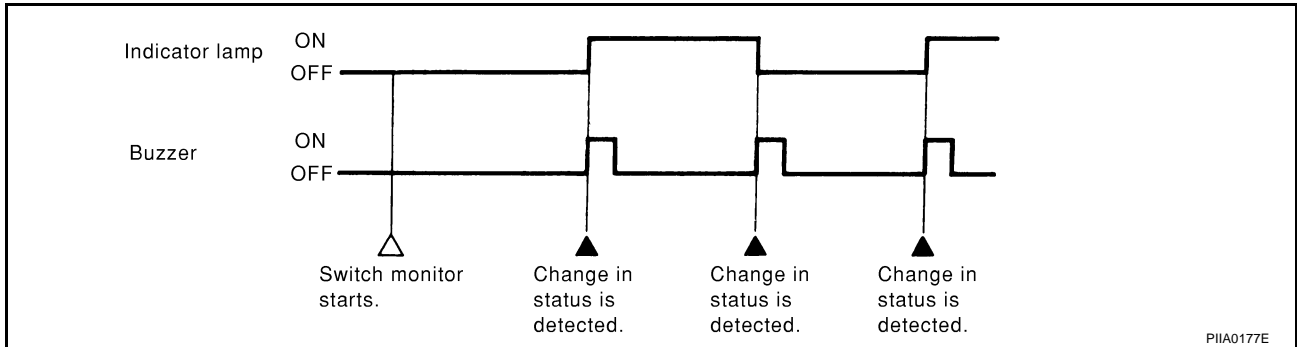 Indicator lamp
ON
OFF
Buzzer
ON
OFF
Switch monitor
starts.
Change in
status is
detected.
Change in
status is
detected.
Change in
status is
detected.
PIIA0177E